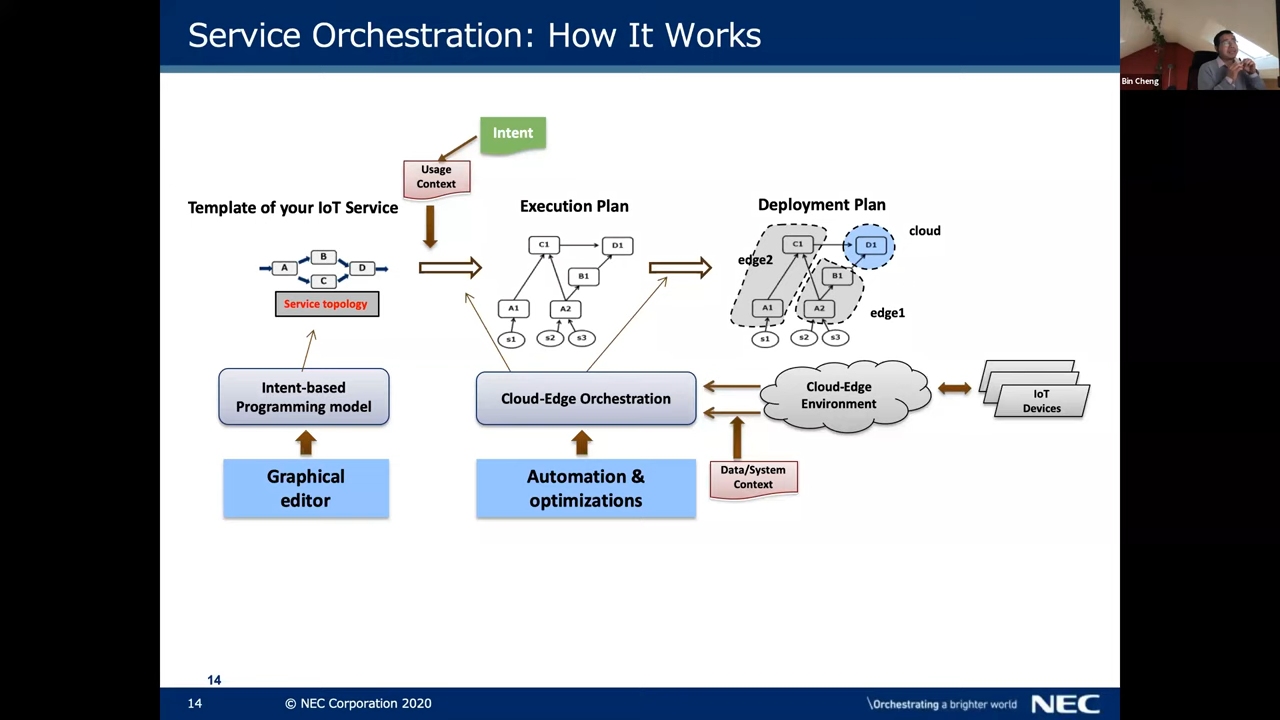 Service Orchestration: How It Works
Bin Cheng
Intent
Usage
Context
Template of your IoT Service
Execution Plan
Deployment Plan
A
B
C
D
Service topology
C1
D1
B1
A1
A2
s1
s2
s3
C1
D1
cloud
edge2
B1
A1
A2
edge1
s1
s2
s3
Intent-based
Programming model
Cloud-Edge Orchestration
Cloud-Edge
Environment
IoT
Devices
Graphical
editor
Automation &
optimizations
Data/System
Context
14
14
© NEC Corporation 2020
\Orchestrating a brighter world
NEC